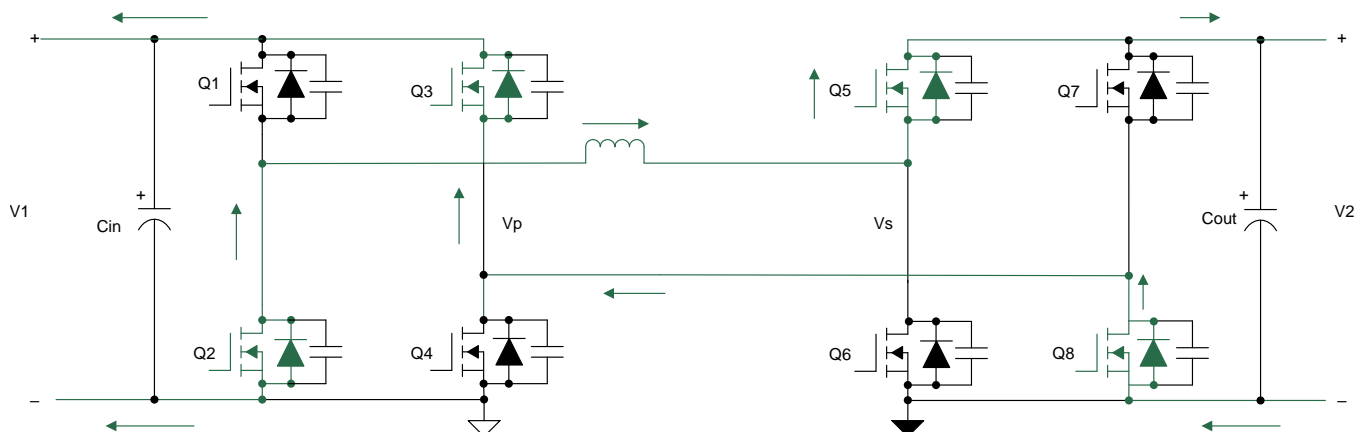 +
+
Q1
Q3
Q5
Q7
+
+
V1
Cin
Vp
Vs
Cout
V2
Q2
Q4
Q6
Q8
–
–